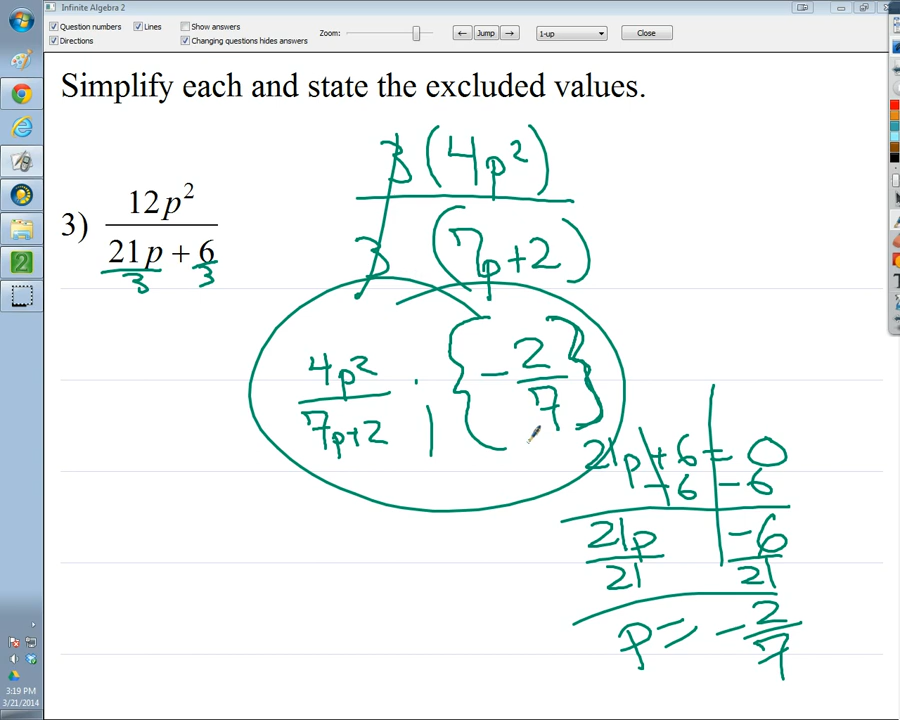 Infinite Algebra 2
Question numbers Lines Show answers
Directions Changing questions hides answers
Zoom: ← Jump → 1-up Close
Simplify each and state the excluded values.
3) 12p²
21p + 6
3 3
3 (4p²)
3 (7p+2)
4p²
7p+2 ; { -2/7 }
21p + 6 = 0
-6 -6
21p -6
21 21
p = -2/7
3:19 PM
3/21/2014